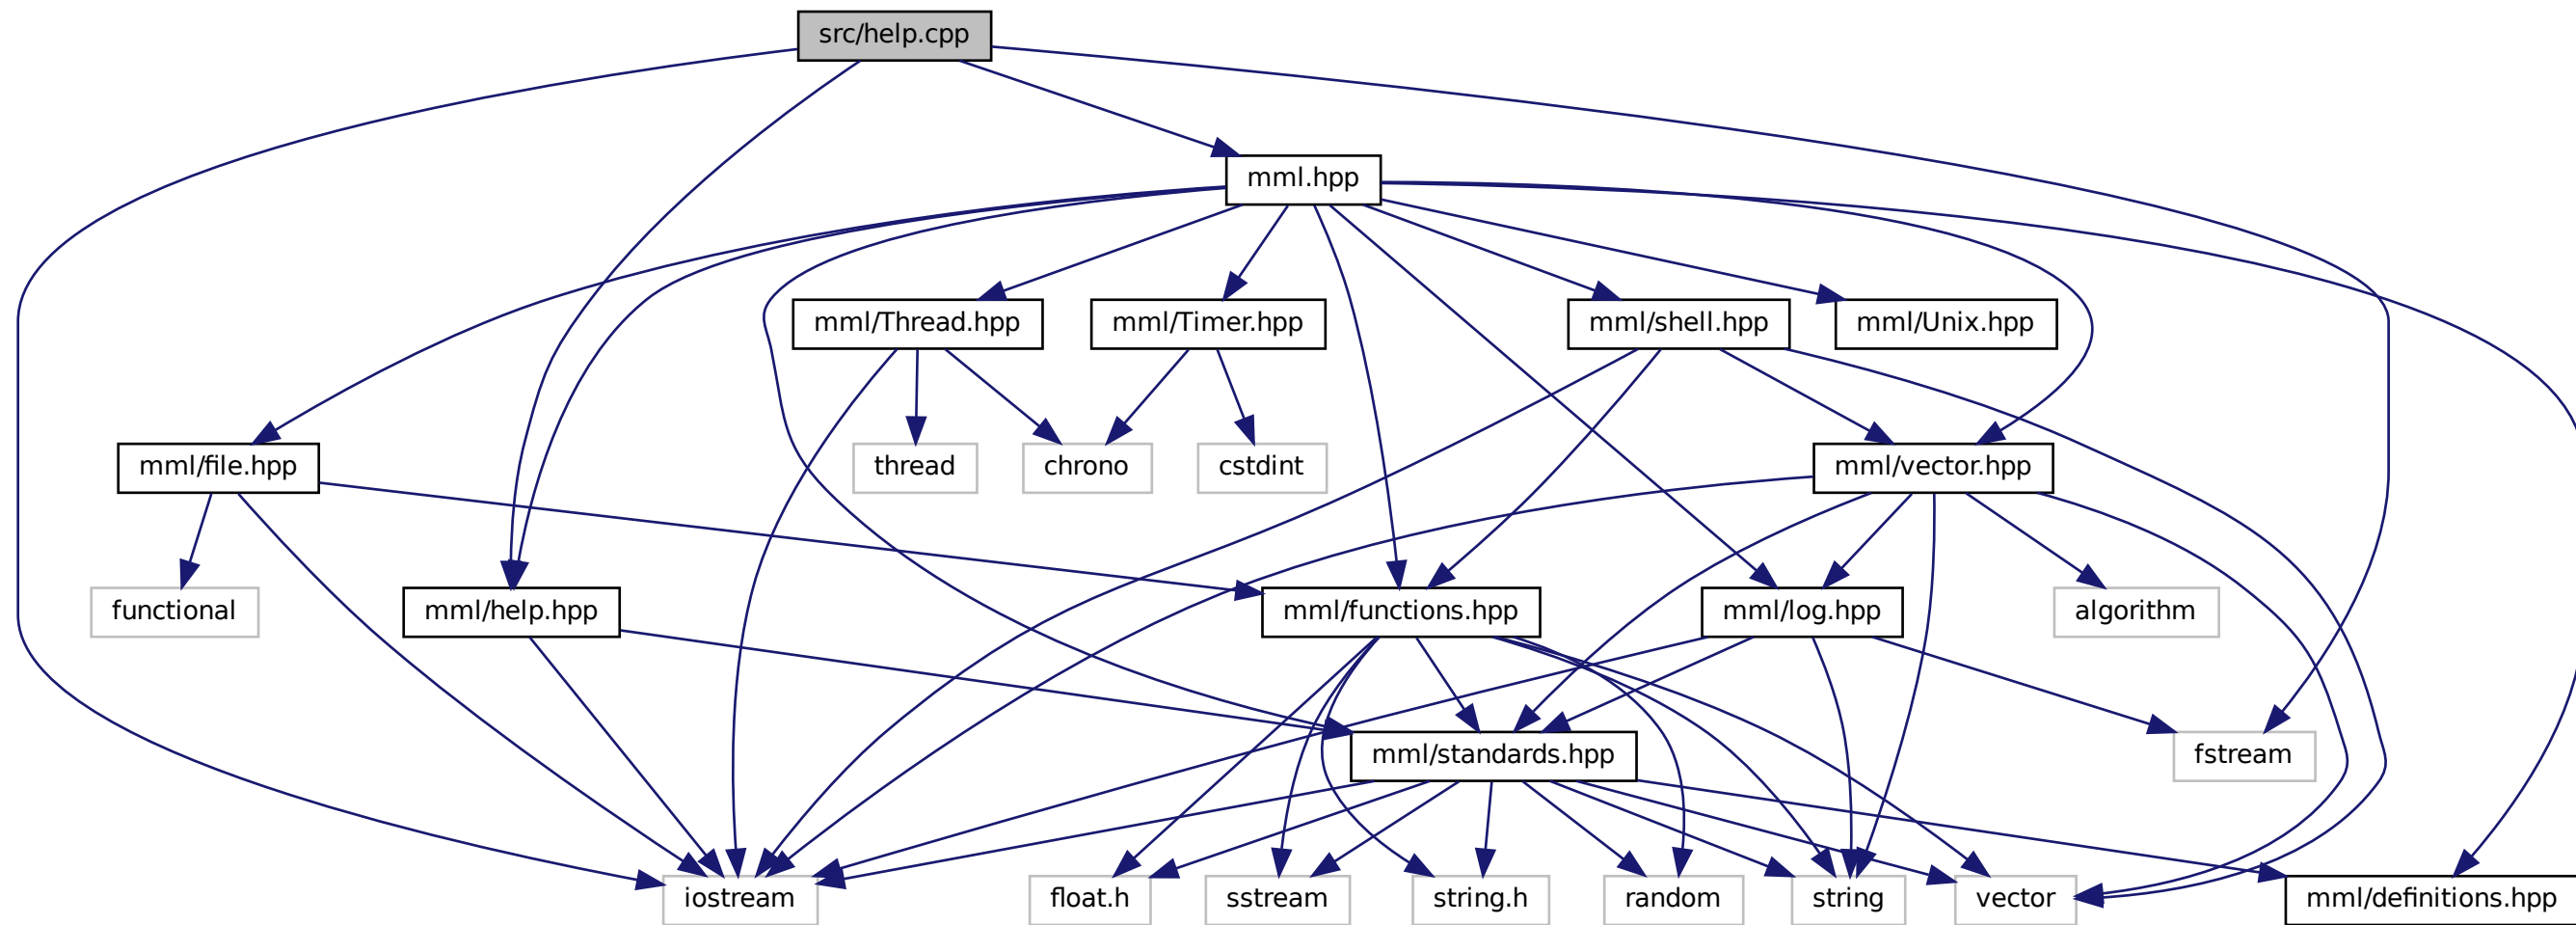 src/help.cpp
mml.hpp
mml/Thread.hpp
mml/Timer.hpp
mml/shell.hpp
mml/Unix.hpp
mml/file.hpp
thread
chrono
cstdint
mml/vector.hpp
functional
mml/help.hpp
mml/functions.hpp
mml/log.hpp
algorithm
mml/standards.hpp
fstream
iostream
float.h
sstream
string.h
random
string
vector
mml/definitions.hpp